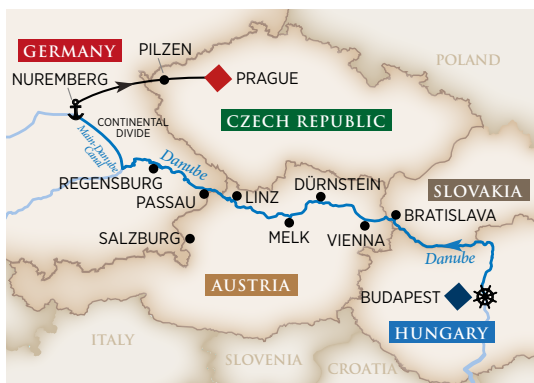 GERMANY
PILZEN
POLAND
NUREMBERG
PRAGUE
CONTINENTAL
DIVIDE
CZECH REPUBLIC
Main-Danube
Canal
Danube
REGENSBURG
DÜRNSTEIN
SLOVAKIA
PASSAU
LINZ
BRATISLAVA
SALZBURG
MELK
VIENNA
Danube
AUSTRIA
BUDAPEST
HUNGARY
ITALY
SLOVENIA
CROATIA